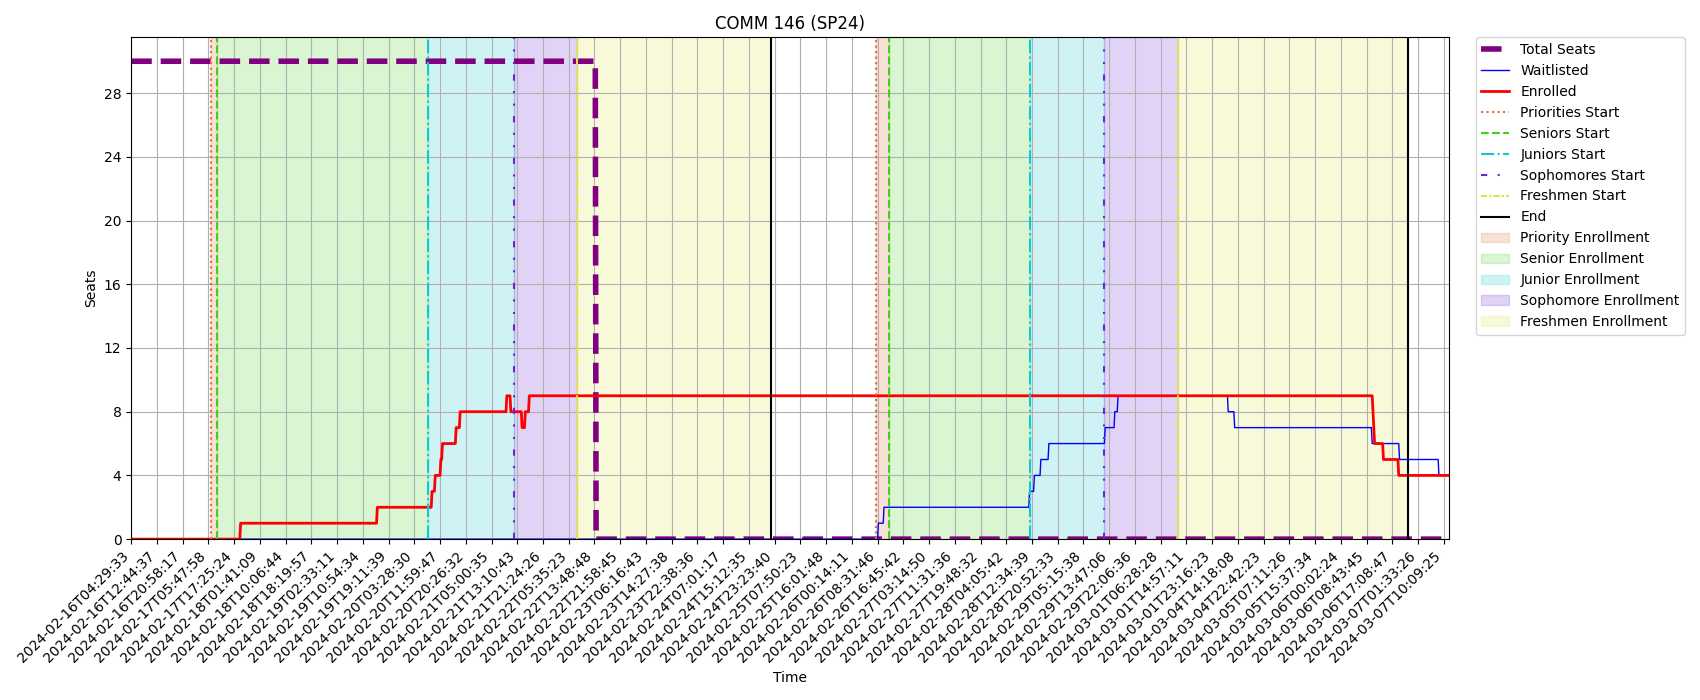 COMM 146 (SP24)
Seats
28
24
20
16
12
8
4
0
2024-02-16T04:29:33
2024-02-16T12:44:37
2024-02-16T20:58:17
2024-02-17T05:47:58
2024-02-17T17:25:24
2024-02-18T01:41:09
2024-02-18T10:06:44
2024-02-18T18:19:57
2024-02-19T02:33:11
2024-02-19T10:54:34
2024-02-19T19:11:39
2024-02-20T03:28:30
2024-02-20T11:59:47
2024-02-20T20:26:32
2024-02-21T05:00:35
2024-02-21T13:10:43
2024-02-21T21:24:26
2024-02-22T05:35:23
2024-02-22T13:48:48
2024-02-22T21:58:45
2024-02-23T06:16:43
2024-02-23T14:27:38
2024-02-23T22:38:36
2024-02-24T07:01:17
2024-02-24T15:12:35
2024-02-24T23:23:40
2024-02-25T07:50:23
2024-02-25T16:01:48
2024-02-26T00:14:11
2024-02-26T08:31:46
2024-02-26T16:45:42
2024-02-27T03:14:50
2024-02-27T11:31:36
2024-02-27T19:48:32
2024-02-28T04:05:42
2024-02-28T12:34:39
2024-02-28T20:52:33
2024-02-29T05:15:38
2024-02-29T13:47:06
2024-02-29T22:06:36
2024-03-01T06:28:28
2024-03-01T14:57:11
2024-03-01T23:16:23
2024-03-04T14:18:08
2024-03-04T22:42:23
2024-03-05T07:11:26
2024-03-05T15:37:34
2024-03-06T00:02:24
2024-03-06T08:43:45
2024-03-06T17:08:47
2024-03-07T01:33:26
2024-03-07T10:09:25
Time
Total Seats
Waitlisted
Enrolled
Priorities Start
Seniors Start
Juniors Start
Sophomores Start
Freshmen Start
End
Priority Enrollment
Senior Enrollment
Junior Enrollment
Sophomore Enrollment
Freshmen Enrollment